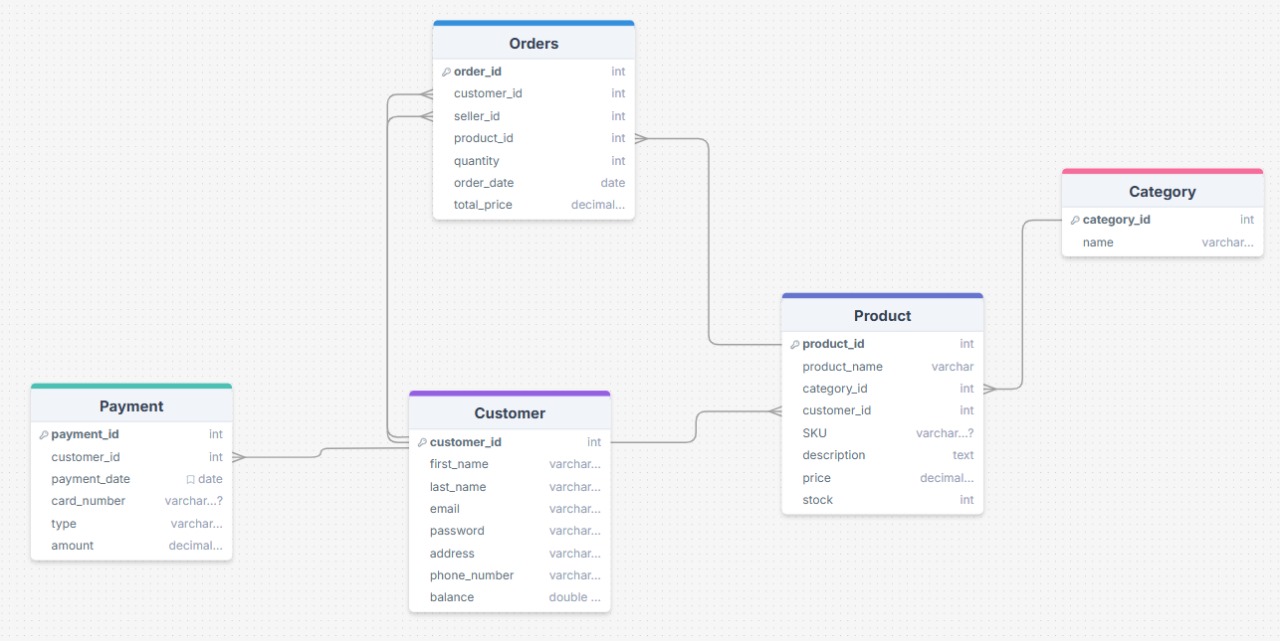 Orders
order_id int
customer_id int
seller_id int
product_id int
quantity int
order_date date
total_price decimal...
Category
category_id int
name varchar...
Product
product_id int
product_name varchar
category_id int
customer_id int
SKU varchar...?
description text
price decimal...
stock int
Payment
payment_id int
customer_id int
payment_date date
card_number varchar...?
type varchar...
amount decimal...
Customer
customer_id int
first_name varchar...
last_name varchar...
email varchar...
password varchar...
address varchar...
phone_number varchar...
balance double ...